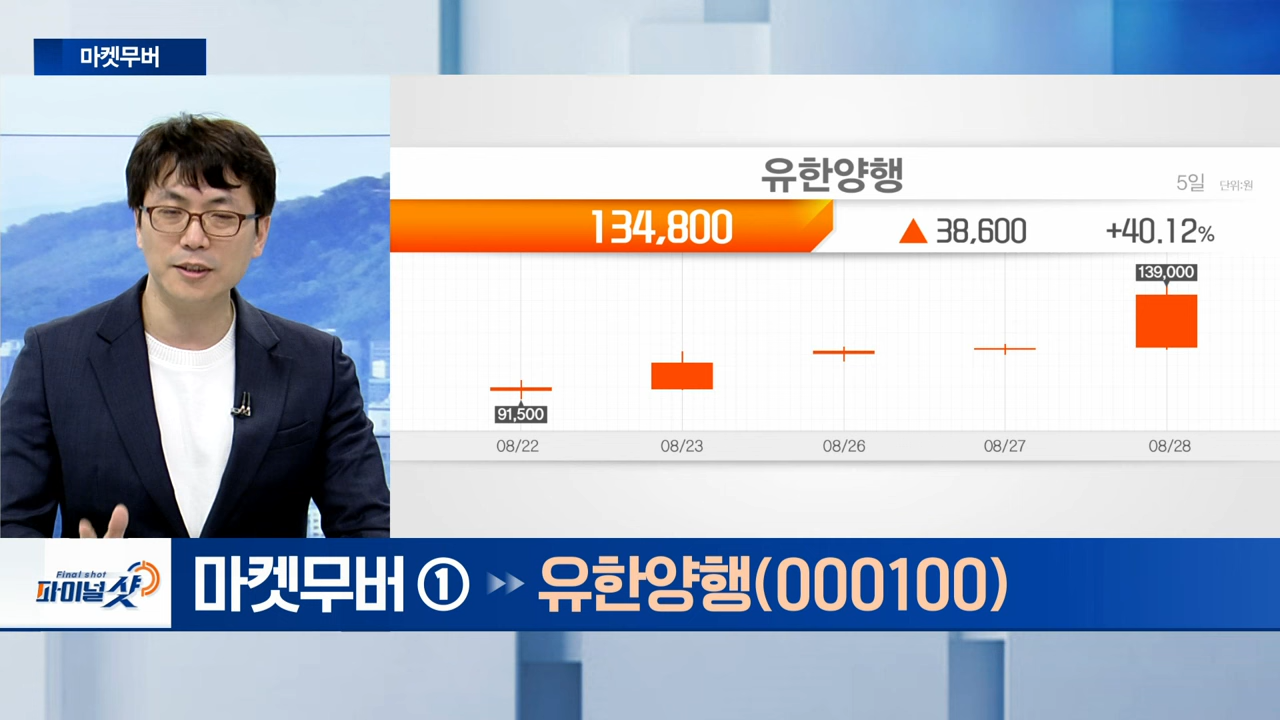 마켓무버
유한양행
5일 단위:원
134,800 ▲ 38,600 +40.12%
139,000
91,500
08/22 08/23 08/26 08/27 08/28
Final shot
파이널샷
마켓무버 ① 유한양행(000100)